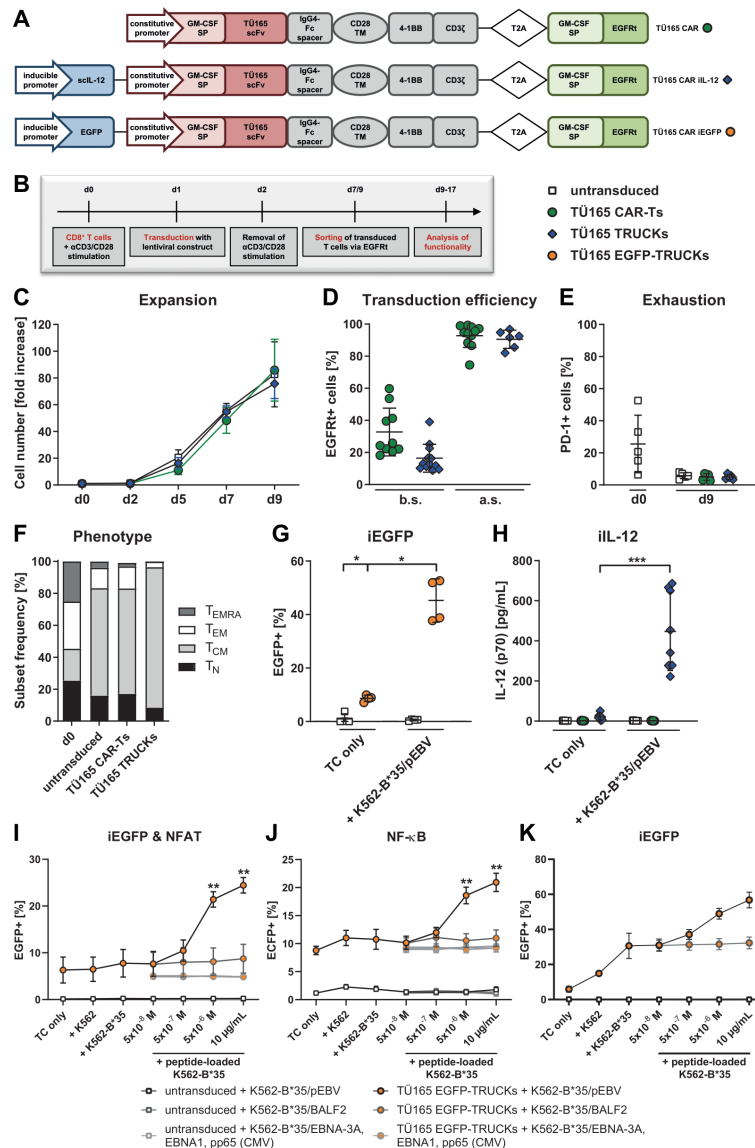 A
constitutive promoter
GM-CSF SP
TÜ165 scFv
IgG4-Fc spacer
CD28 TM
4-1BB
CD3ζ
T2A
GM-CSF SP
EGFRt
TÜ165 CAR
inducible promoter
scIL-12
constitutive promoter
GM-CSF SP
TÜ165 scFv
IgG4-Fc spacer
CD28 TM
4-1BB
CD3ζ
T2A
GM-CSF SP
EGFRt
TÜ165 CAR iIL-12
inducible promoter
EGFP
constitutive promoter
GM-CSF SP
TÜ165 scFv
IgG4-Fc spacer
CD28 TM
4-1BB
CD3ζ
T2A
GM-CSF SP
EGFRt
TÜ165 CAR iEGFP
B
d0 d1 d2 d7/9 d9-17
CD8⁺ T cells
+ αCD3/CD28
stimulation
Transduction with
lentiviral construct
Removal of
αCD3/CD28
stimulation
Sorting of transduced
T cells via EGFRt
Analysis of
functionality
untransduced
TÜ165 CAR-Ts
TÜ165 TRUCKs
TÜ165 EGFP-TRUCKs
C
Expansion
Cell number [fold increase]
120
100
80
60
40
20
0
d0 d2 d5 d7 d9
D
Transduction efficiency
EGFRt+ cells [%]
100
80
60
40
20
0
b.s. a.s.
E
Exhaustion
PD-1+ cells [%]
100
80
60
40
20
0
d0 d9
F
Phenotype
Subset frequency [%]
100
80
60
40
20
0
d0
untransduced
TÜ165 CAR-Ts
TÜ165 TRUCKs
TEMRA
TEM
TCM
TN
G
iEGFP
EGFP+ [%]
60
40
20
0
* *
TC only
+ K562-B*35/pEBV
H
iIL-12
IL-12 (p70) [pg/mL]
800
600
400
200
0
***
TC only
+ K562-B*35/pEBV
I
iEGFP & NFAT
EGFP+ [%]
30
20
10
0
** **
TC only
+ K562
+ K562-B*35
5x10⁻⁸ M
5x10⁻⁷ M
5x10⁻⁶ M
10 µg/mL
+ peptide-loaded
K562-B*35
J
NF-κB
ECFP+ [%]
25
20
15
10
5
0
** **
TC only
+ K562
+ K562-B*35
5x10⁻⁸ M
5x10⁻⁷ M
5x10⁻⁶ M
10 µg/mL
+ peptide-loaded
K562-B*35
K
iEGFP
EGFP+ [%]
80
60
40
20
0
TC only
+ K562
+ K562-B*35
5x10⁻⁸ M
5x10⁻⁷ M
5x10⁻⁶ M
10 µg/mL
+ peptide-loaded
K562-B*35
untransduced + K562-B*35/pEBV
untransduced + K562-B*35/BALF2
untransduced + K562-B*35/EBNA-3A,
EBNA1, pp65 (CMV)
TÜ165 EGFP-TRUCKs + K562-B*35/pEBV
TÜ165 EGFP-TRUCKs + K562-B*35/BALF2
TÜ165 EGFP-TRUCKs + K562-B*35/EBNA-3A,
EBNA1, pp65 (CMV)